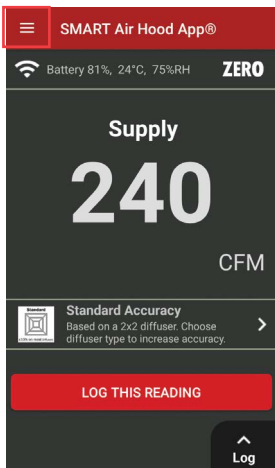 SMART Air Hood App®
Battery 81%, 24°C, 75%RH ZERO
Supply
240
CFM
Standard
Standard Accuracy
Based on a 2x2 diffuser. Choose
diffuser type to increase accuracy.
LOG THIS READING
Log